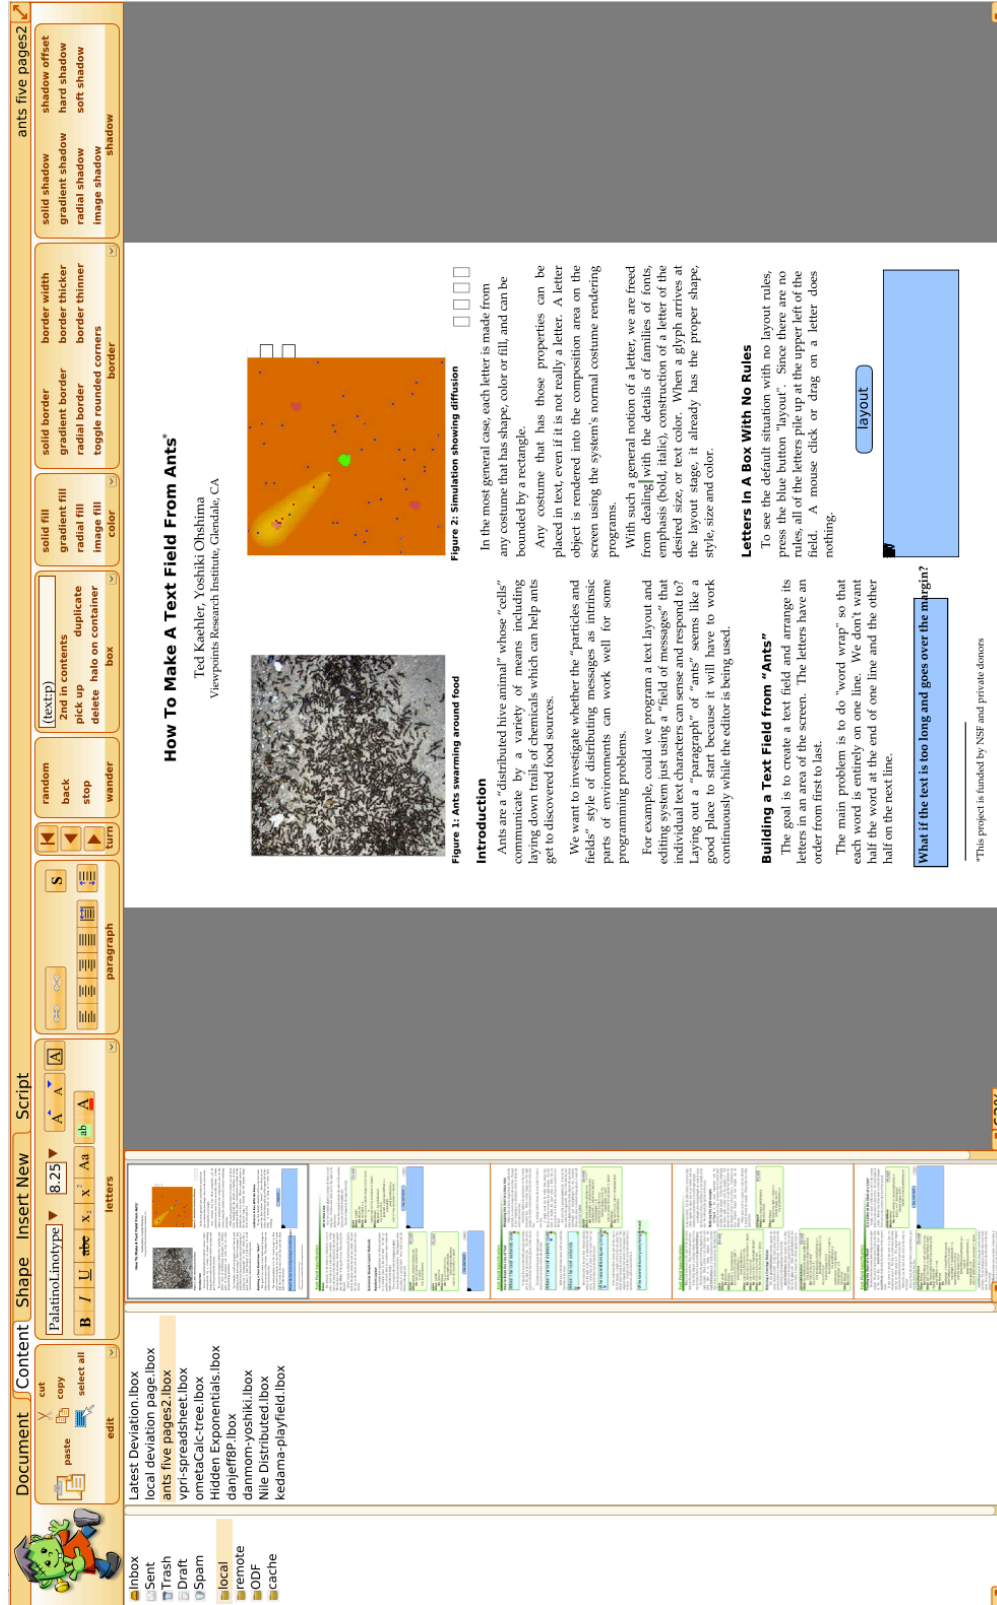 Document
Content
Shape
Insert New
Script
ants five pages2
paste
cut
copy
select all
edit
PalatinoLinotype
8.25
B I U abc x₂ x² Aa
ab A
A A A
letters
S
paragraph
turn
random
back
stop
wander
(text:p)
2nd in contents
pick up duplicate
delete halo on container
box
solid fill
gradient fill
radial fill
image fill
color
solid border border width
gradient border border thicker
radial border border thinner
toggle rounded corners
border
solid shadow shadow offset
gradient shadow hard shadow
radial shadow soft shadow
image shadow
shadow
Inbox
Sent
Trash
Draft
Spam
local
remote
ODF
cache
Latest Deviation.lbox
local deviation page.lbox
ants five pages2.lbox
vpri-spreadsheet.lbox
ometaCalc-tree.lbox
Hidden Exponentials.lbox
danjeff8P.lbox
danmom-yoshiki.lbox
Nile Distributed.lbox
kedama-playfield.lbox
How To Make A Text Field From Ants*
Ted Kaehler, Yoshiki Ohshima
Viewpoints Research Institute, Glendale, CA
Figure 1: Ants swarming around food
Introduction
Ants are a "distributed hive animal" whose "cells"
communicate by a variety of means including
laying down trails of chemicals which can help ants
get to discovered food sources.
We want to investigate whether the "particles and
fields" style of distributing messages as intrinsic
parts of environments can work well for some
programming problems.
For example, could we program a text layout and
editing system just using a "field of messages" that
individual text characters can sense and respond to?
Laying out a "paragraph" of "ants" seems like a
good place to start because it will have to work
continuously while the editor is being used.
Building a Text Field from "Ants"
The goal is to create a text field and arrange its
letters in an area of the screen. The letters have an
order from first to last.
The main problem is to do "word wrap" so that
each word is entirely on one line. We don't want
half the word at the end of one line and the other
half on the next line.
What if the text is too long and goes over the margin?
*This project is funded by NSF and private donors
Figure 2: Simulation showing diffusion
In the most general case, each letter is made from
any costume that has shape, color or fill, and can be
bounded by a rectangle.
Any costume that has those properties can be
placed in text, even if it is not really a letter. A letter
object is rendered into the composition area on the
screen using the system's normal costume rendering
programs.
With such a general notion of a letter, we are freed
from dealing with the details of families of fonts,
emphasis (bold, italic), construction of a letter of the
desired size, or text color. When a glyph arrives at
the layout stage, it already has the proper shape,
style, size and color.
Letters In A Box With No Rules
To see the default situation with no layout rules,
press the blue button "layout". Since there are no
rules, all of the letters pile up at the upper left of the
field. A mouse click or drag on a letter does
nothing.
layout